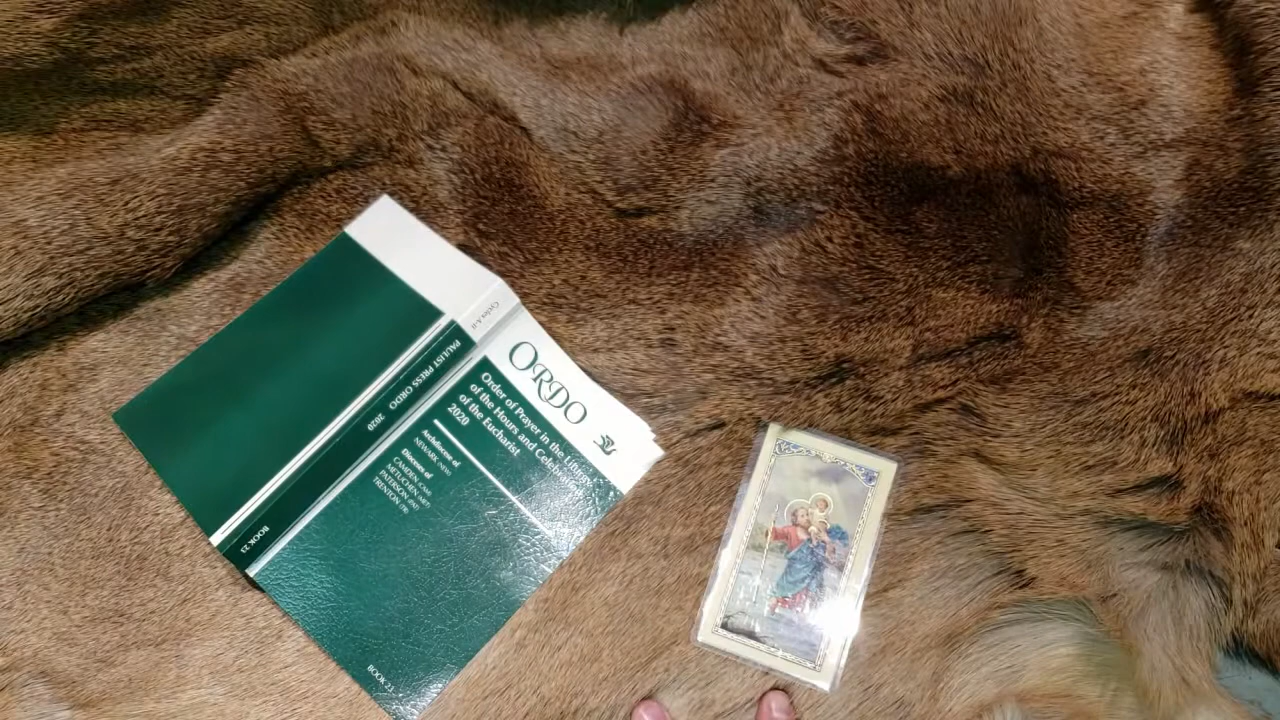 Cycles A-II
PAULIST PRESS ORDO 2020
BOOK 23
ORDO
Order of Prayer in the Liturgy
of the Hours and Celebration
of the Eucharist
2020
Archdiocese of
NEWARK (NEW)
Dioceses of
CAMDEN (CAM)
METUCHEN (MET)
PATERSON (PAT)
TRENTON (TR)
BOOK 23